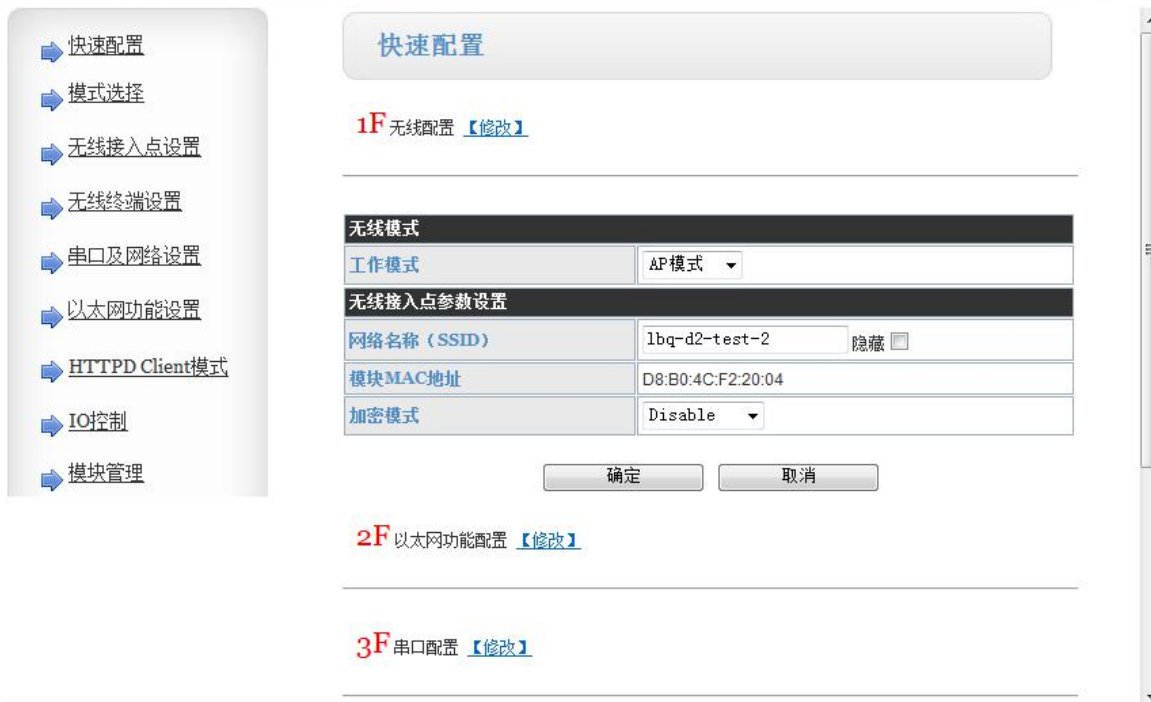 快速配置
模式选择
无线接入点设置
无线终端设置
串口及网络设置
以太网功能设置
HTTPD Client模式
IO控制
模块管理
快速配置
1F 无线配置 【修改】
无线模式
工作模式 AP模式
无线接入点参数设置
网络名称（SSID） lbq-d2-test-2 隐藏
模块MAC地址 D8:B0:4C:F2:20:04
加密模式 Disable
确定 取消
2F 以太网功能配置 【修改】
3F 串口配置 【修改】